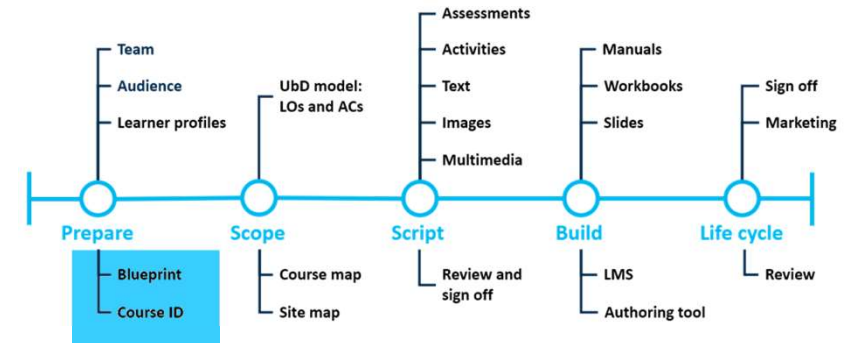 Assessments
Team
Activities
Manuals
Audience
UbD model:
LOs and ACs
Text
Workbooks
Sign off
Learner profiles
Images
Slides
Marketing
Multimedia
Prepare
Scope
Script
Build
Life cycle
Blueprint
Course map
Review and
sign off
LMS
Review
Course ID
Site map
Authoring tool